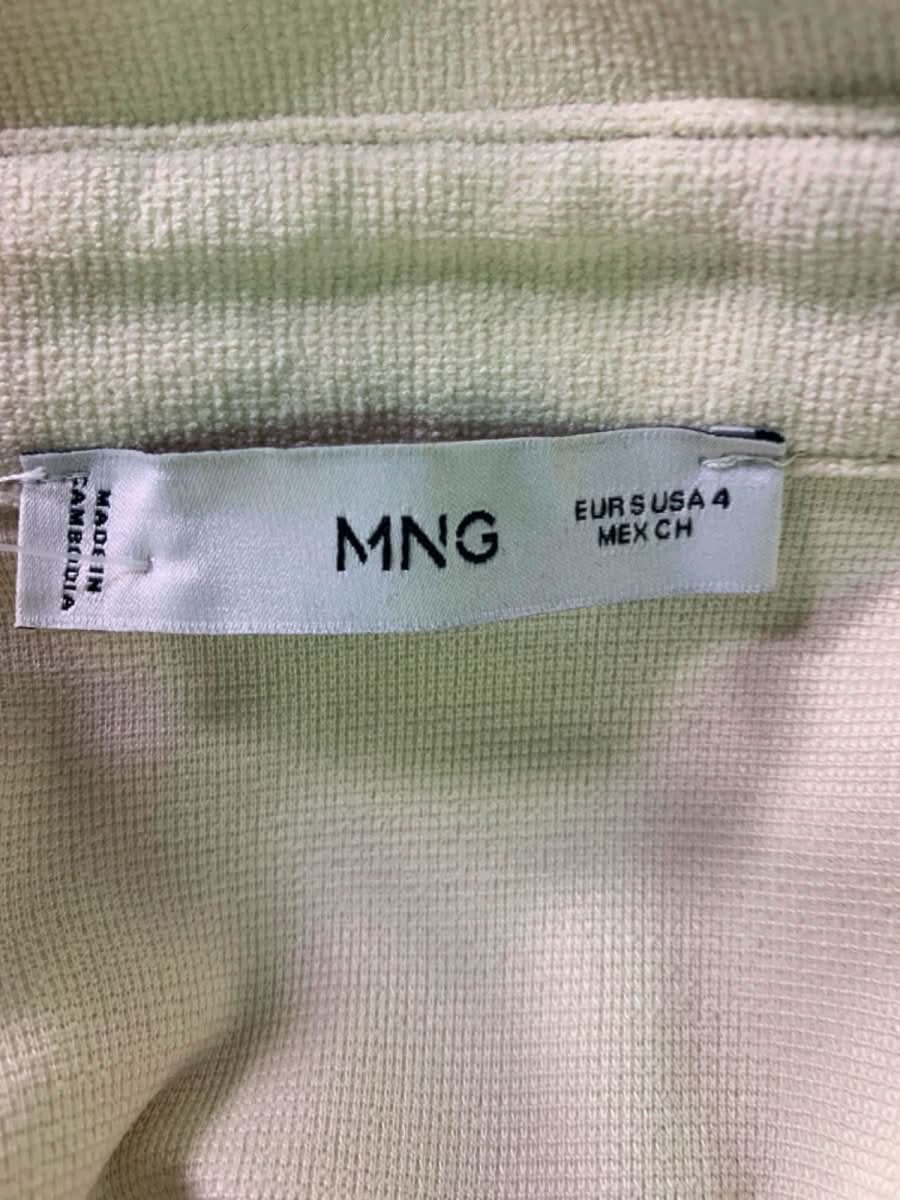 MADE IN
CAMBODIA
MNG
EUR S USA 4
MEX CH